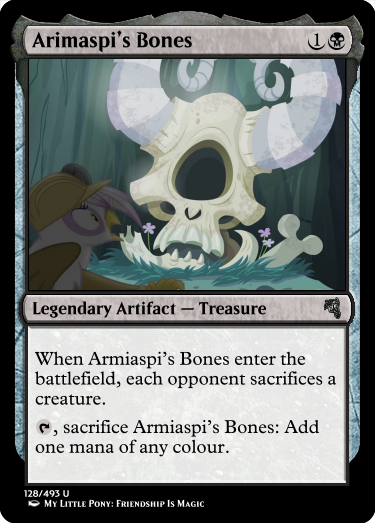 Arimaspi's Bones 1
Legendary Artifact — Treasure
When Armiaspi's Bones enter the
battlefield, each opponent sacrifices a
creature.
, sacrifice Armiaspi's Bones: Add
one mana of any colour.
128/493 U
My Little Pony: Friendship Is Magic